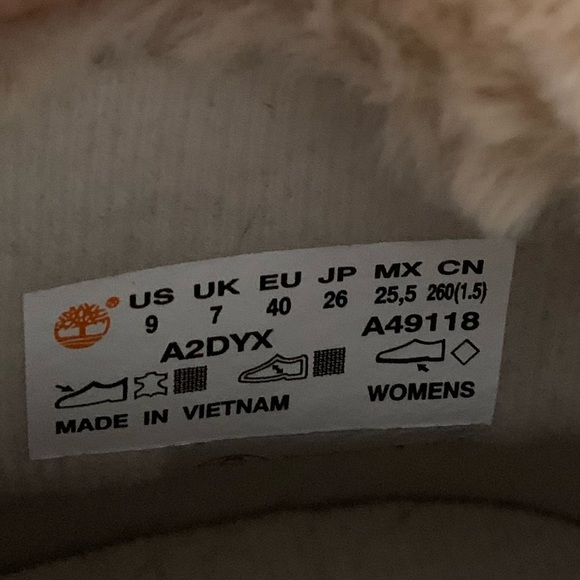 US UK EU JP MX CN
9 7 40 26 25,5 260(1.5)
A2DYX A49118
MADE IN VIETNAM WOMENS